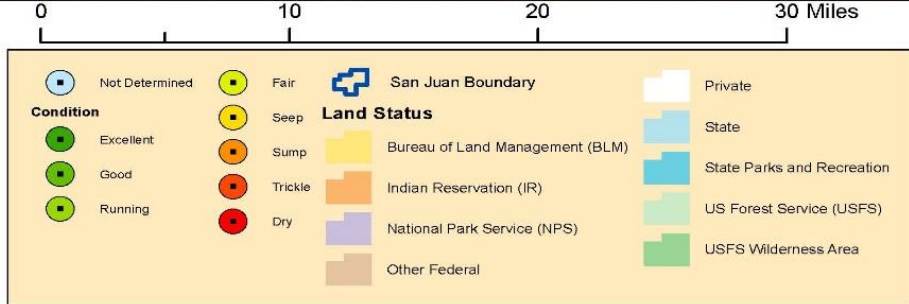 0 10 20 30 Miles
Not Determined
Condition
Excellent
Good
Running
Fair
Seep
Sump
Trickle
Dry
San Juan Boundary
Land Status
Bureau of Land Management (BLM)
Indian Reservation (IR)
National Park Service (NPS)
Other Federal
Private
State
State Parks and Recreation
US Forest Service (USFS)
USFS Wilderness Area